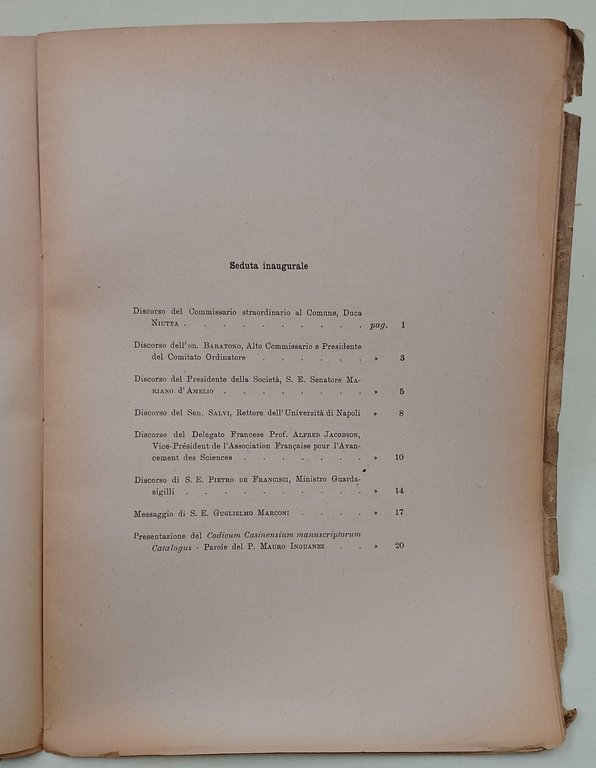 Seduta inaugurale
Discorso del Commissario straordinario al Comune, Duca
NIUTTA . . . . . . . . . . pag. 1
Discorso dell'on. BARATONO, Alto Commissario e Presidente
del Comitato Ordinatore . . . . . . » 3
Discorso del Presidente della Società, S. E. Senatore MA-
RIANO d'AMELIO . . . . . . . . » 5
Discorso del Sen. SALVI, Rettore dell'Università di Napoli » 8
Discorso del Delegato Francese Prof. ALFRED JACOBSON,
Vice-Président de l'Association Française pour l'Avan-
cement des Sciences . . . . . . . » 10
Discorso di S. E. PIETRO DE FRANCISCI, Ministro Guarda-
sigilli . . . . . . . . . . » 14
Messaggio di S. E. GUGLIELMO MARCONI . . . . » 17
Presentazione del Codicum Casinensium manuscriptorum
Catalogus - Parole del P. MAURO INGUANEZ . . » 20